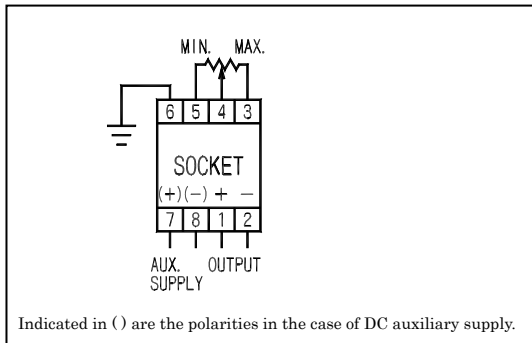 MIN. MAX.
6 5 4 3
SOCKET
(+) (−) + −
7 8 1 2
AUX. OUTPUT
SUPPLY
Indicated in ( ) are the polarities in the case of DC auxiliary supply.